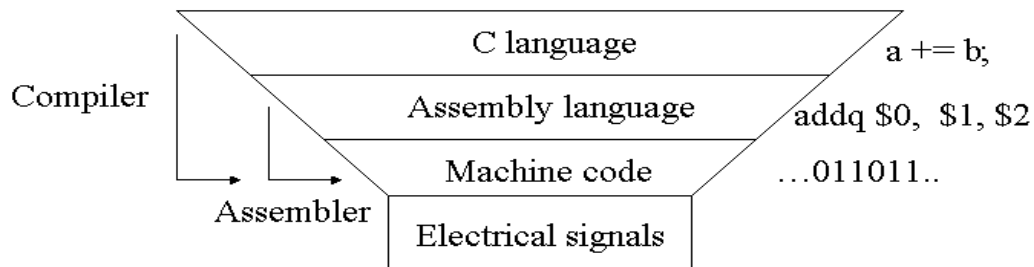 C language
a += b;
Compiler
Assembly language
addq $0, $1, $2
Machine code
...011011..
Assembler
Electrical signals